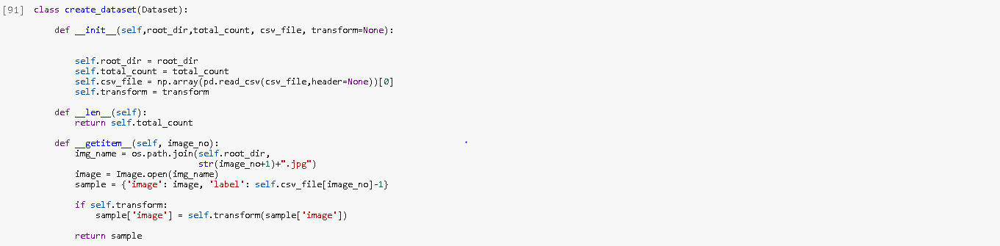 [91] class create_dataset(Dataset):
def __init__(self,root_dir,total_count, csv_file, transform=None):
self.root_dir = root_dir
self.total_count = total_count
self.csv_file = np.array(pd.read_csv(csv_file,header=None))[0]
self.transform = transform
def __len__(self):
return self.total_count
def __getitem__(self, image_no):
img_name = os.path.join(self.root_dir,
str(image_no+1)+".jpg")
image = Image.open(img_name)
sample = {'image': image, 'label': self.csv_file[image_no]-1}
if self.transform:
sample['image'] = self.transform(sample['image'])
return sample